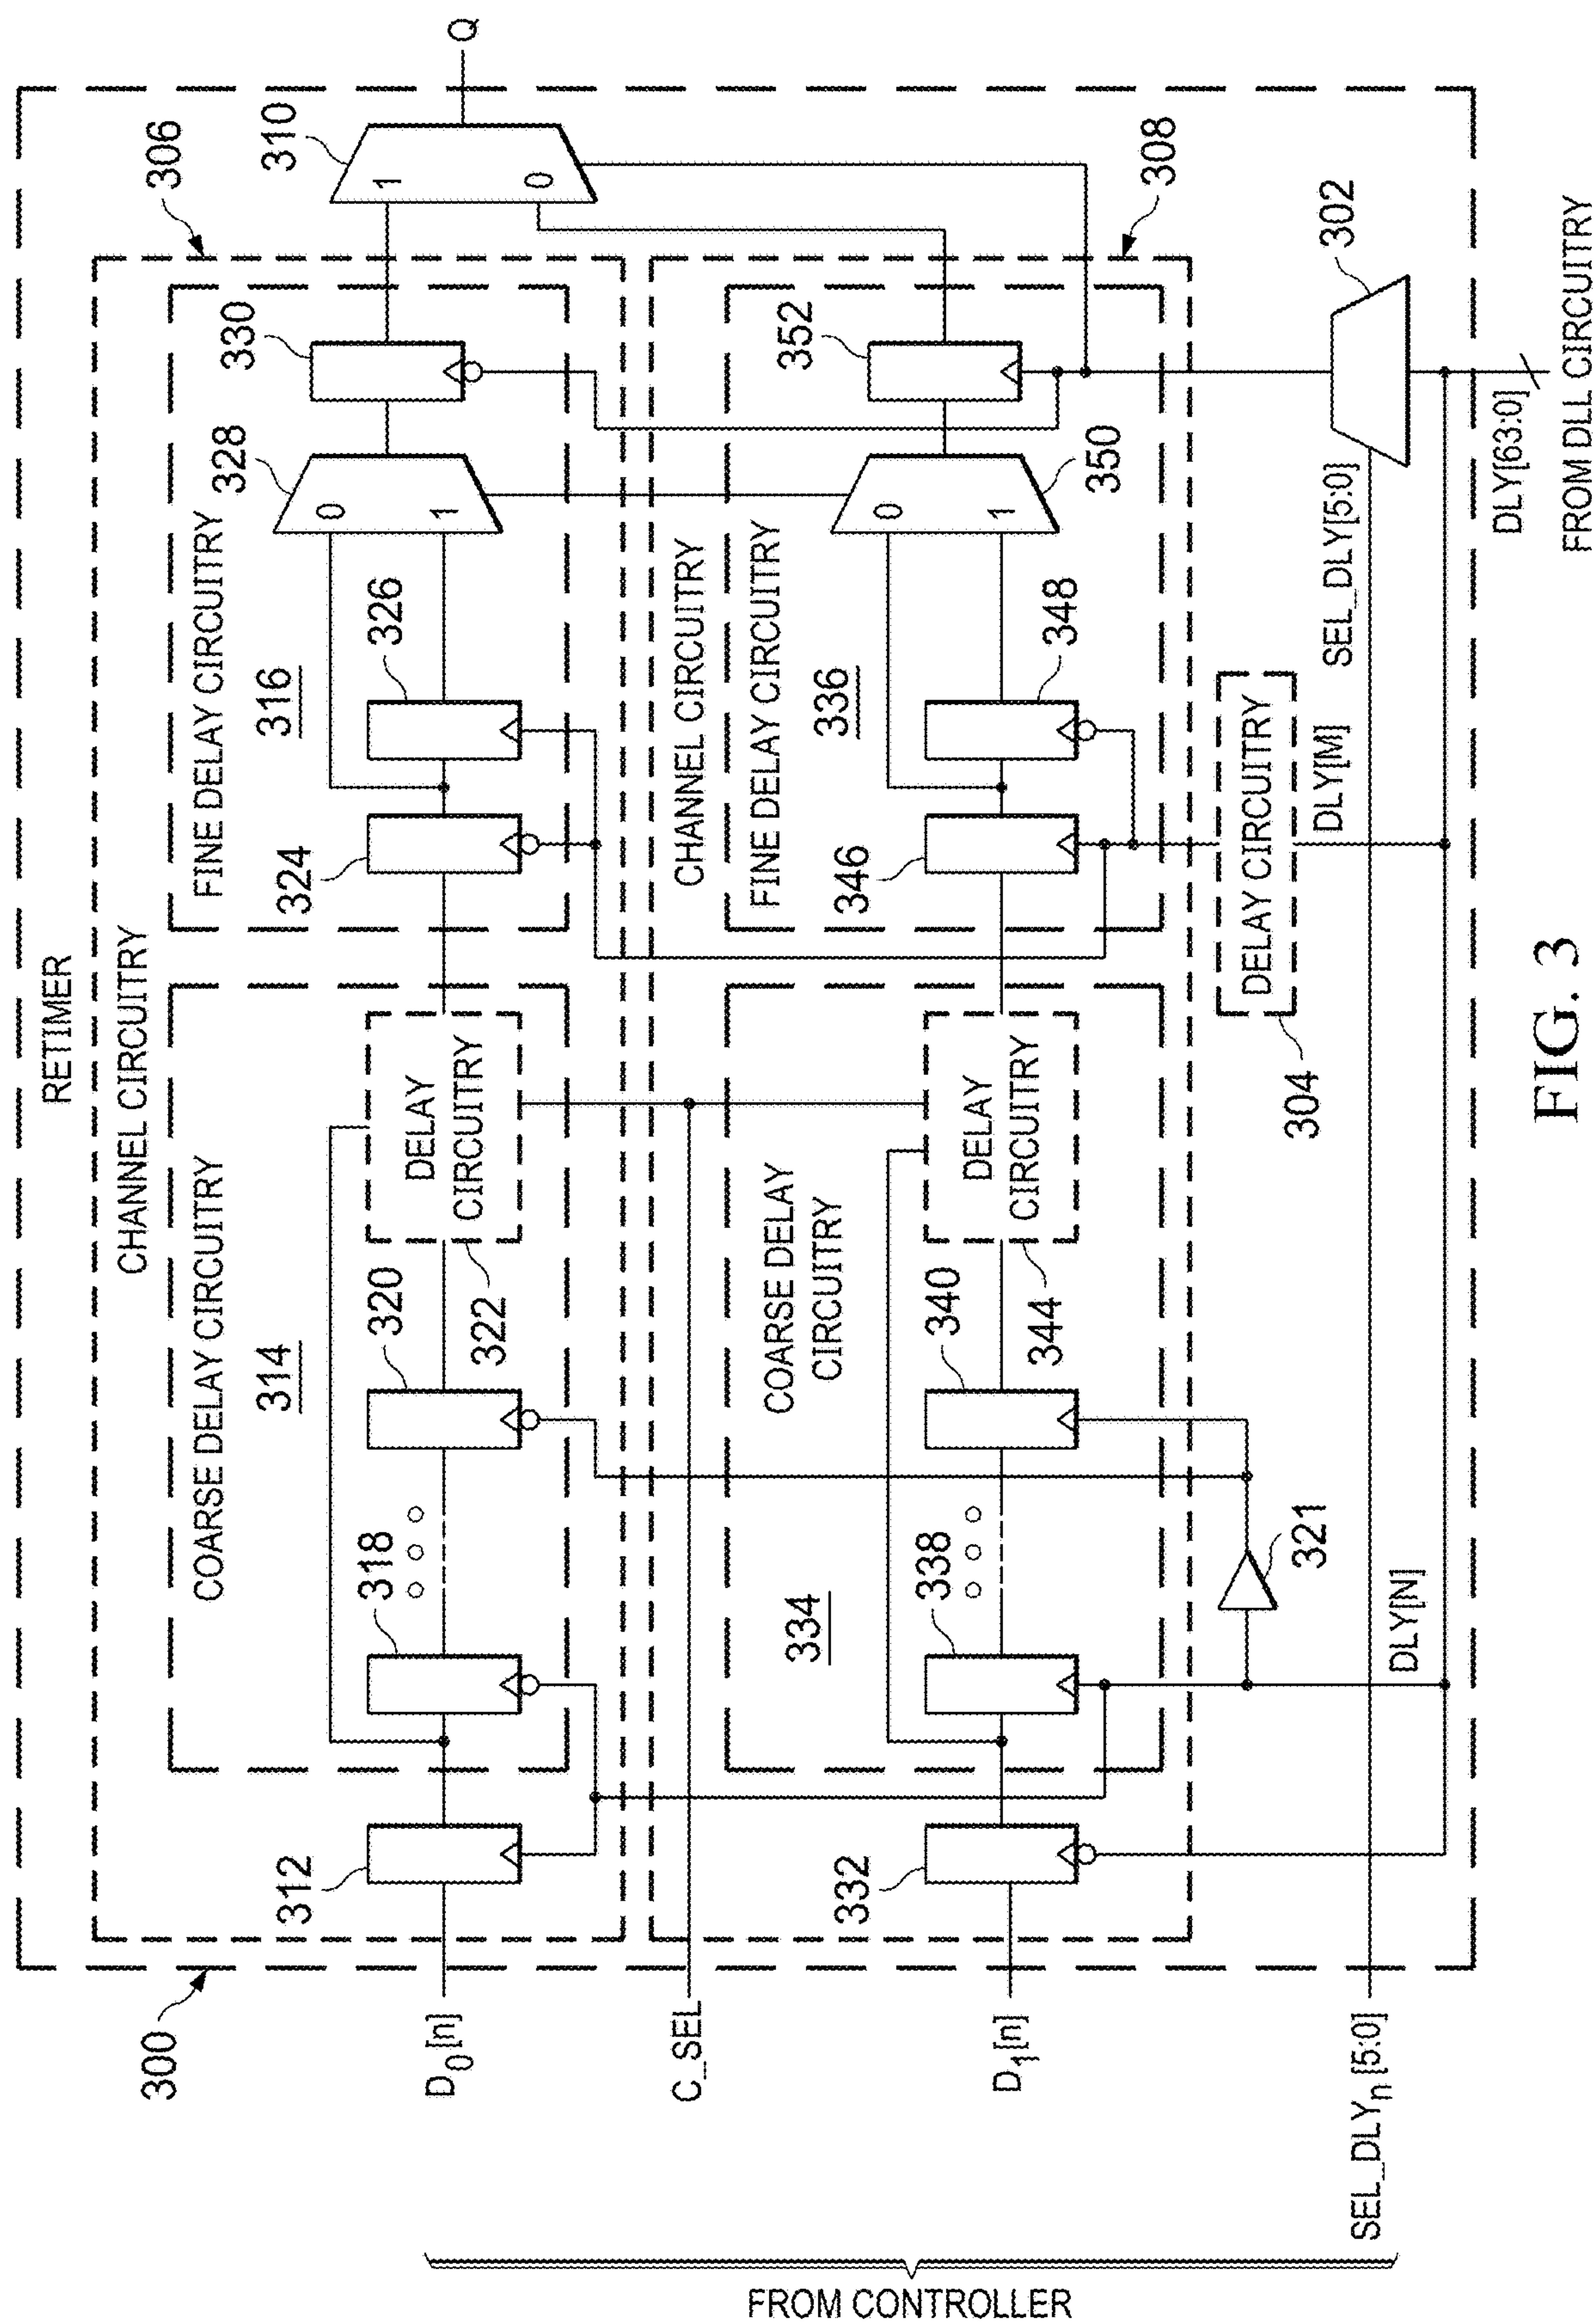 RETIMER
300
CHANNEL CIRCUITRY
306
COARSE DELAY CIRCUITRY
FINE DELAY CIRCUITRY
310
314
316
312
318
320
322
DELAY
CIRCUITRY
324
326
328
0
1
330
1
0
Q
D0[n]
C_SEL
CHANNEL CIRCUITRY
308
COARSE DELAY
CIRCUITRY
FINE DELAY CIRCUITRY
334
336
332
338
340
344
DELAY
CIRCUITRY
346
348
350
0
1
352
D1[n]
321
304
DELAY CIRCUITRY
DLY[M]
DLY[N]
SEL_DLY[5:0]
302
SEL_DLYn [5:0]
DLY[63:0]
FROM DLL CIRCUITRY
FROM CONTROLLER
FIG. 3